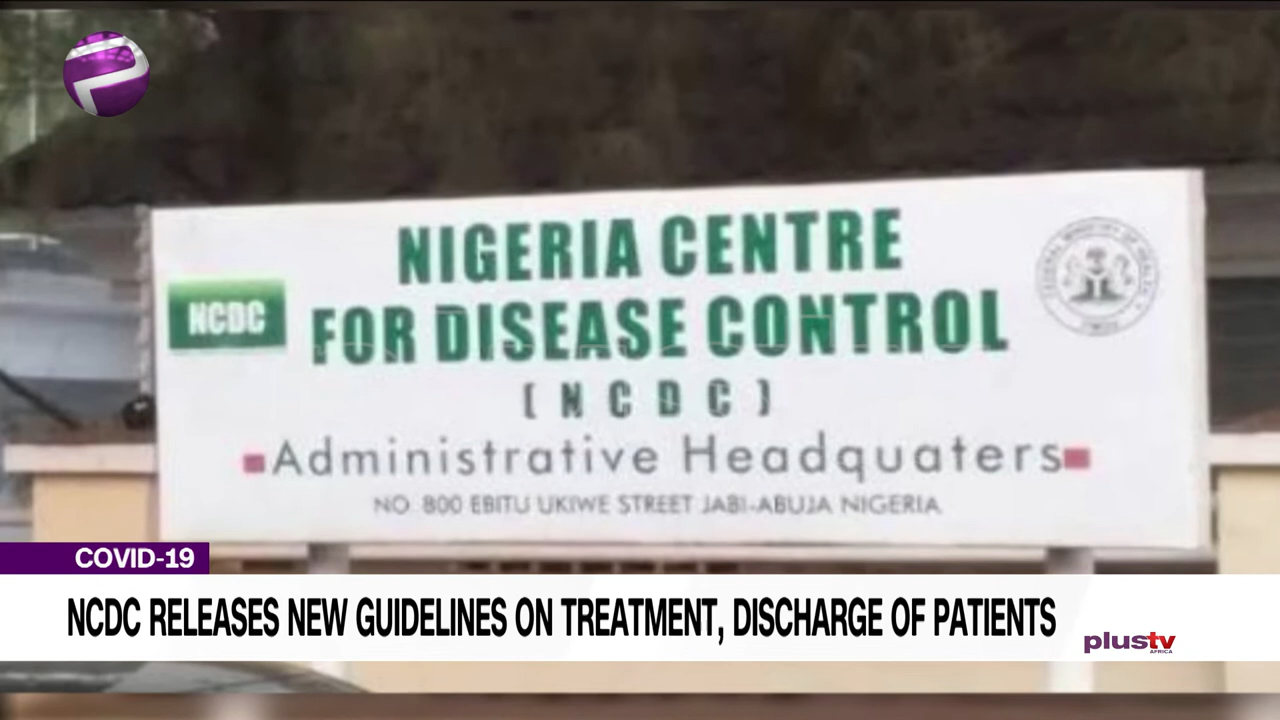 NIGERIA CENTRE
NCDC
FOR DISEASE CONTROL
( N C D C )
Administrative Headquaters
NO 800 EBITU UKIWE STREET JABI-ABUJA NIGERIA
COVID-19
NCDC RELEASES NEW GUIDELINES ON TREATMENT, DISCHARGE OF PATIENTS
plustv
AFRICA